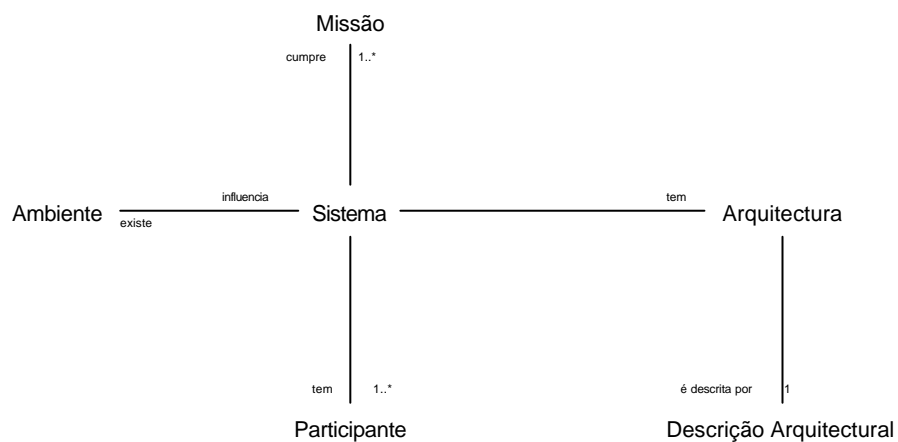 Missão
cumpre 1..*
influencia tem
Ambiente Sistema Arquitectura
existe
tem 1..* é descrita por 1
Participante Descrição Arquitectural